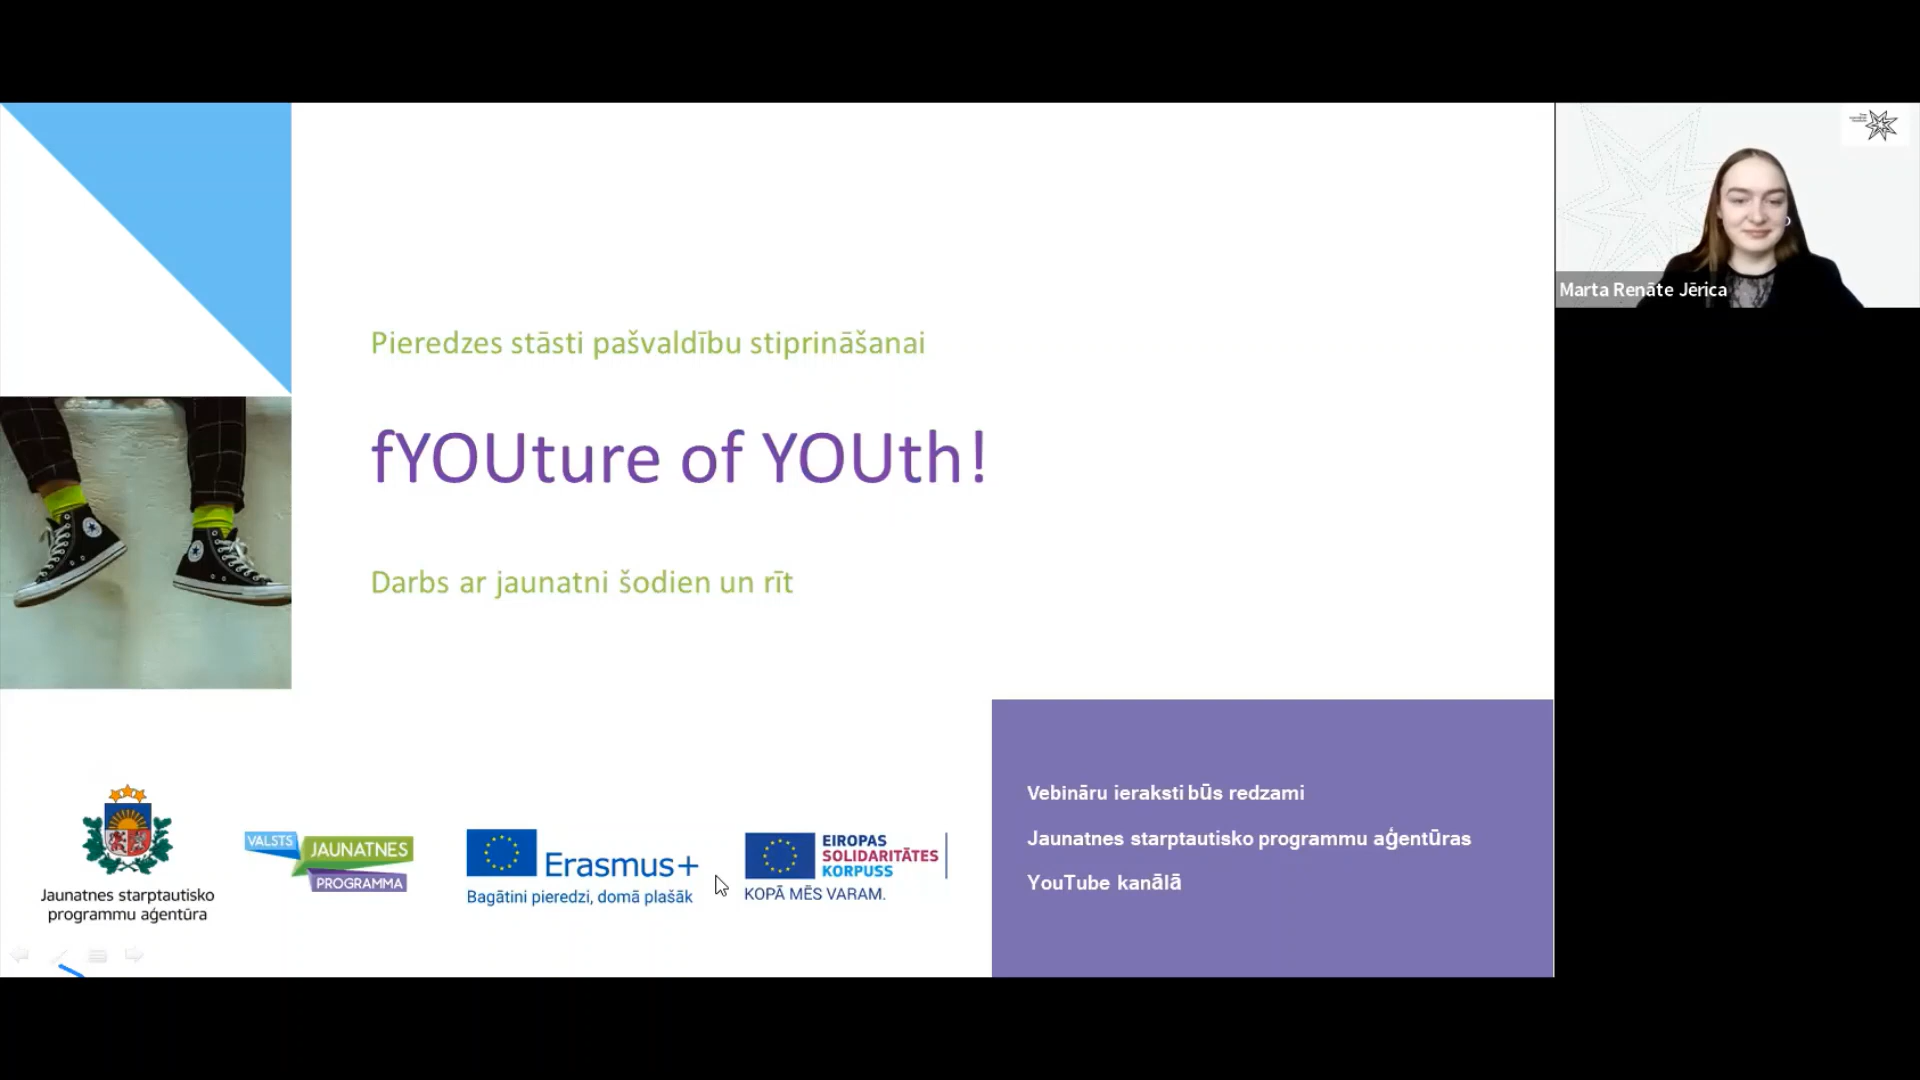 Pieredzes stāsti pašvaldību stiprināšanai
fYOUture of YOUth!
Darbs ar jaunatni šodien un rīt
Marta Renāte Jērica
Jaunatnes starptautisko
programmu aģentūra
VALSTS
JAUNATNES
PROGRAMMA
Erasmus+
Bagātini pieredzi, domā plašāk
EIROPAS
SOLIDARITĀTES
KORPUSS
KOPĀ MĒS VARAM.
Vebināru ieraksti būs redzami
Jaunatnes starptautisko programmu aģentūras
YouTube kanālā